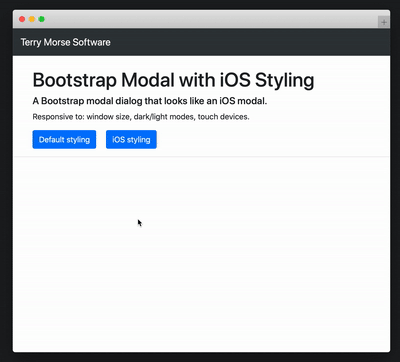 Terry Morse Software
Bootstrap Modal with iOS Styling
A Bootstrap modal dialog that looks like an iOS modal.
Responsive to: window size, dark/light modes, touch devices.
Default styling
iOS styling